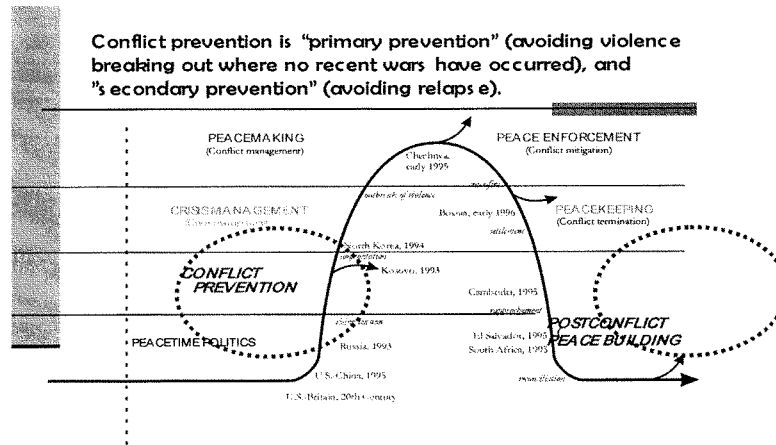 Conflict prevention is “primary prevention” (avoiding violence
breaking out where no recent wars have occurred), and
”s econdary prevention” (avoiding relaps e).
PEACEMAKING
(Conflict management)
PEACE ENFORCEMENT
(Conflict mitigation)
Chechnya,
early 1995
outbreak of violence
ceasefire
CRISIS MANAGEMENT
Bosnia, early 1996
PEACEKEEPING
(Conflict termination)
settlement
North Korea, 1994
confrontation
Kosovo, 1993
CONFLICT
PREVENTION
Cambodia, 1995
rapprochement
POSTCONFLICT
PEACE BUILDING
PEACETIME POLITICS
Russia, 1993
El Salvador, 1995
South Africa, 1995
U.S.-China, 1995
reconciliation
U.S.-Britain, 20th Century